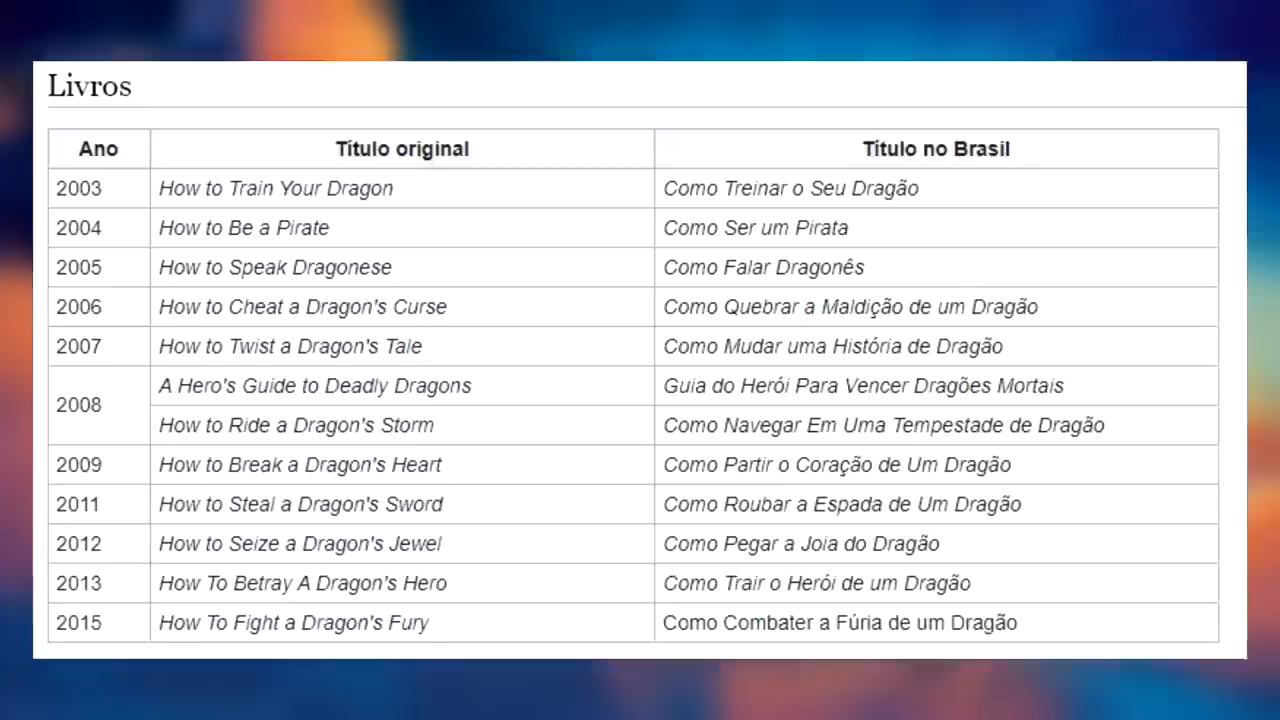 Livros
Ano Título original Título no Brasil
2003 How to Train Your Dragon Como Treinar o Seu Dragão
2004 How to Be a Pirate Como Ser um Pirata
2005 How to Speak Dragonese Como Falar Dragonês
2006 How to Cheat a Dragon's Curse Como Quebrar a Maldição de um Dragão
2007 How to Twist a Dragon's Tale Como Mudar uma História de Dragão
2008 A Hero's Guide to Deadly Dragons Guia do Herói Para Vencer Dragões Mortais
How to Ride a Dragon's Storm Como Navegar Em Uma Tempestade de Dragão
2009 How to Break a Dragon's Heart Como Partir o Coração de Um Dragão
2011 How to Steal a Dragon's Sword Como Roubar a Espada de Um Dragão
2012 How to Seize a Dragon's Jewel Como Pegar a Joia do Dragão
2013 How To Betray A Dragon's Hero Como Trair o Herói de um Dragão
2015 How To Fight a Dragon's Fury Como Combater a Fúria de um Dragão